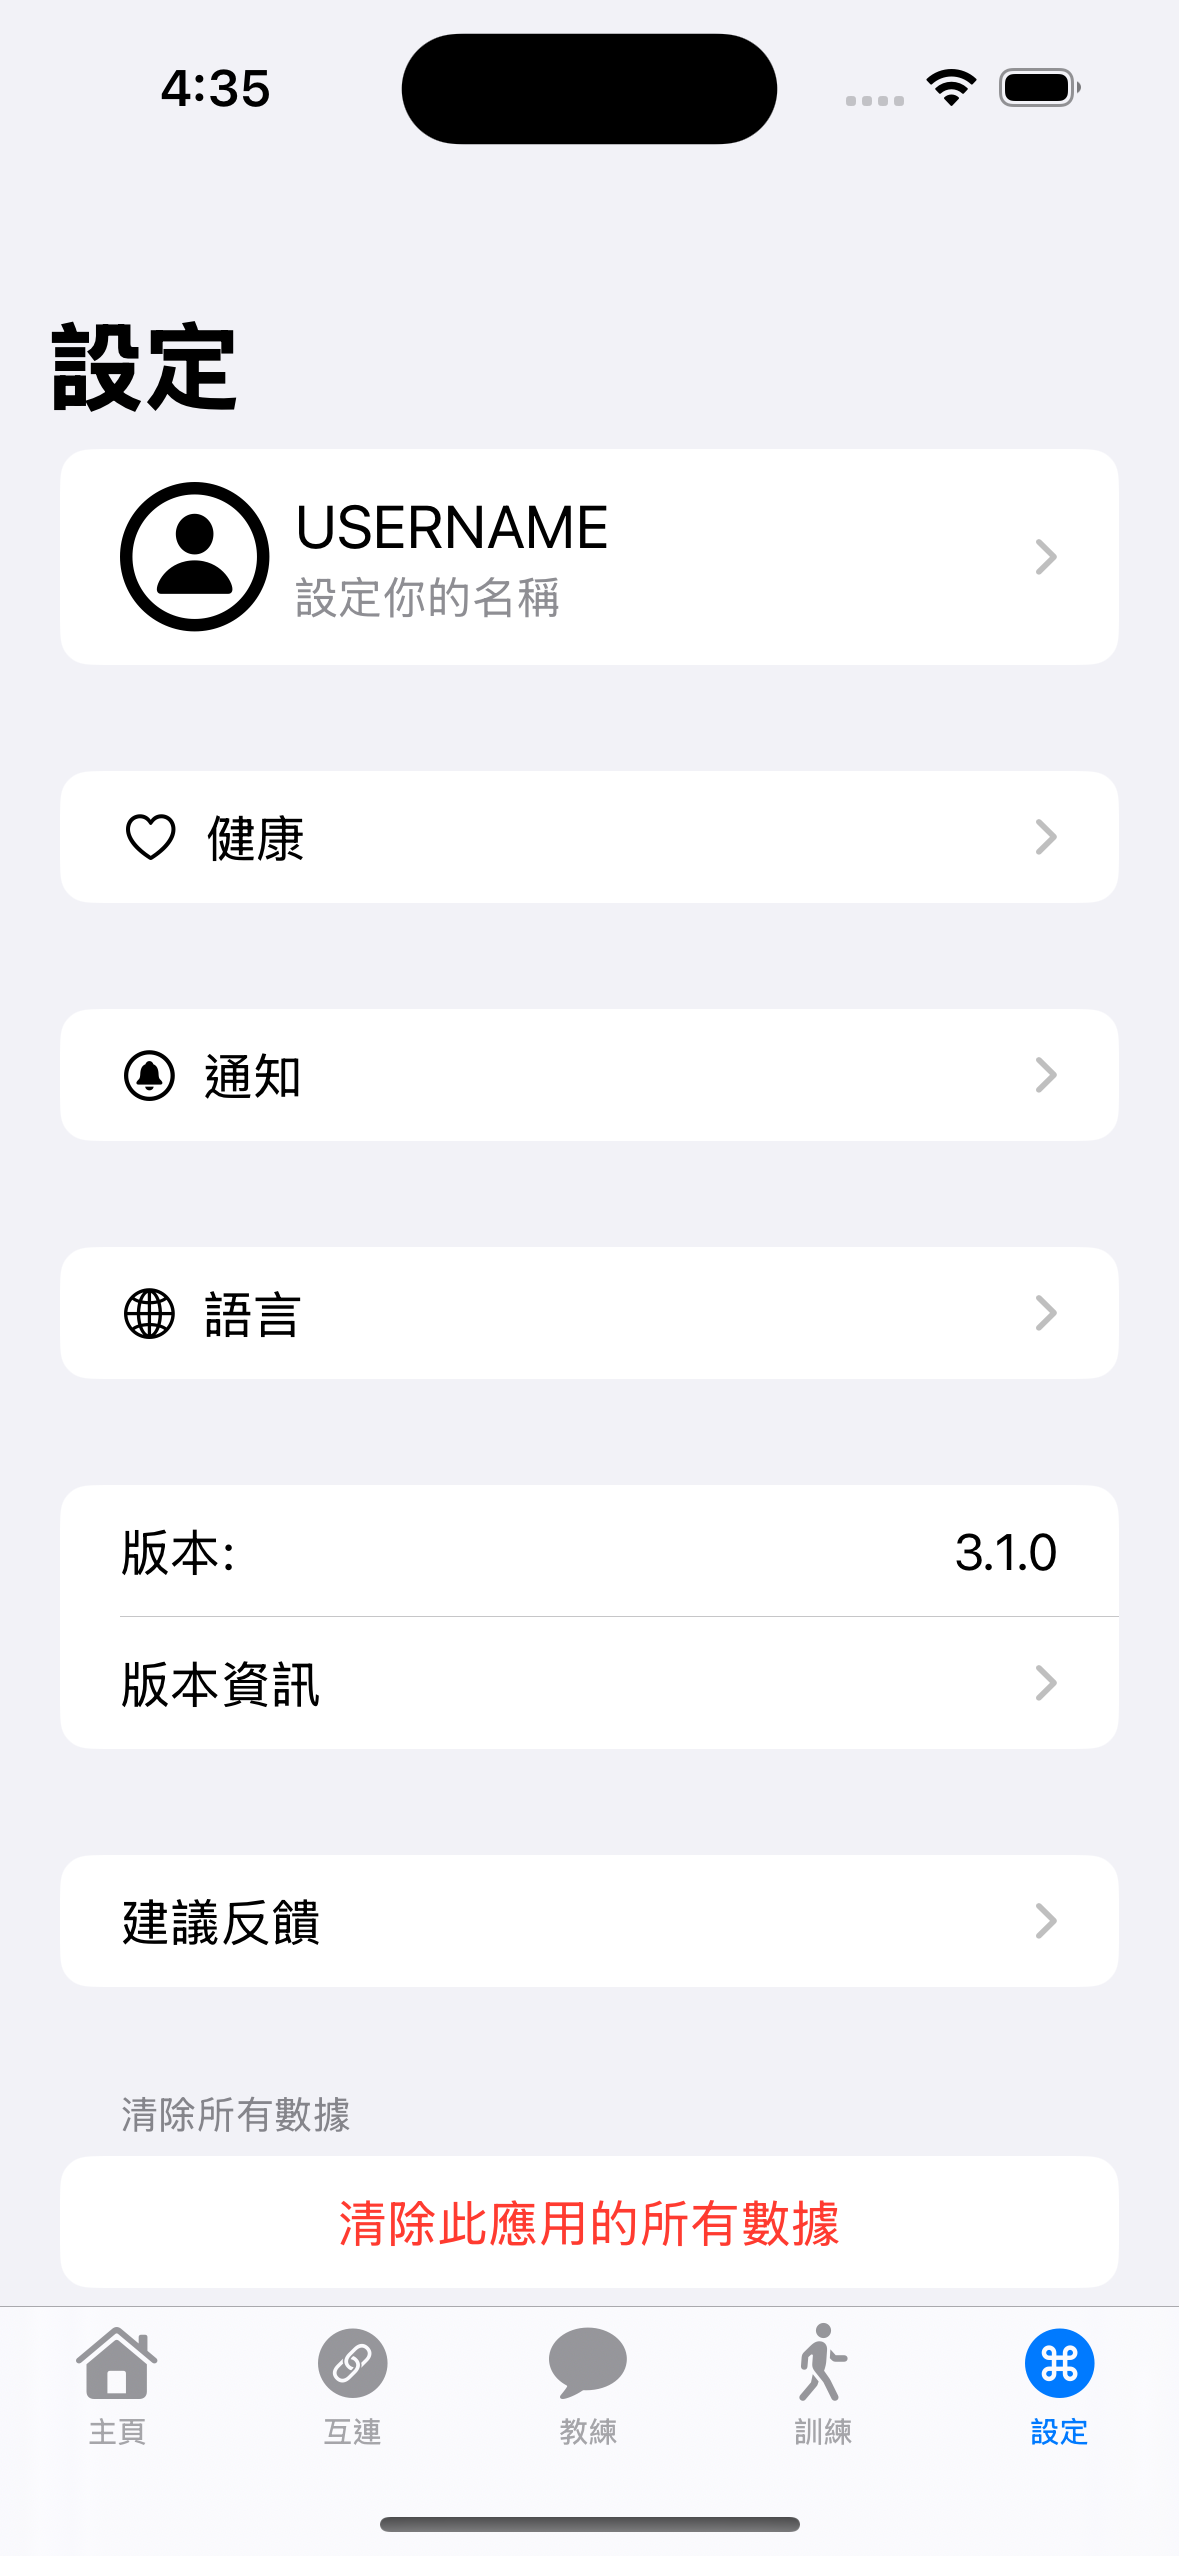 4:35
設定
USERNAME
設定你的名稱
健康
通知
語言
版本:
3.1.0
版本資訊
建議反饋
清除所有數據
清除此應用的所有數據
主頁
互連
教練
訓練
設定